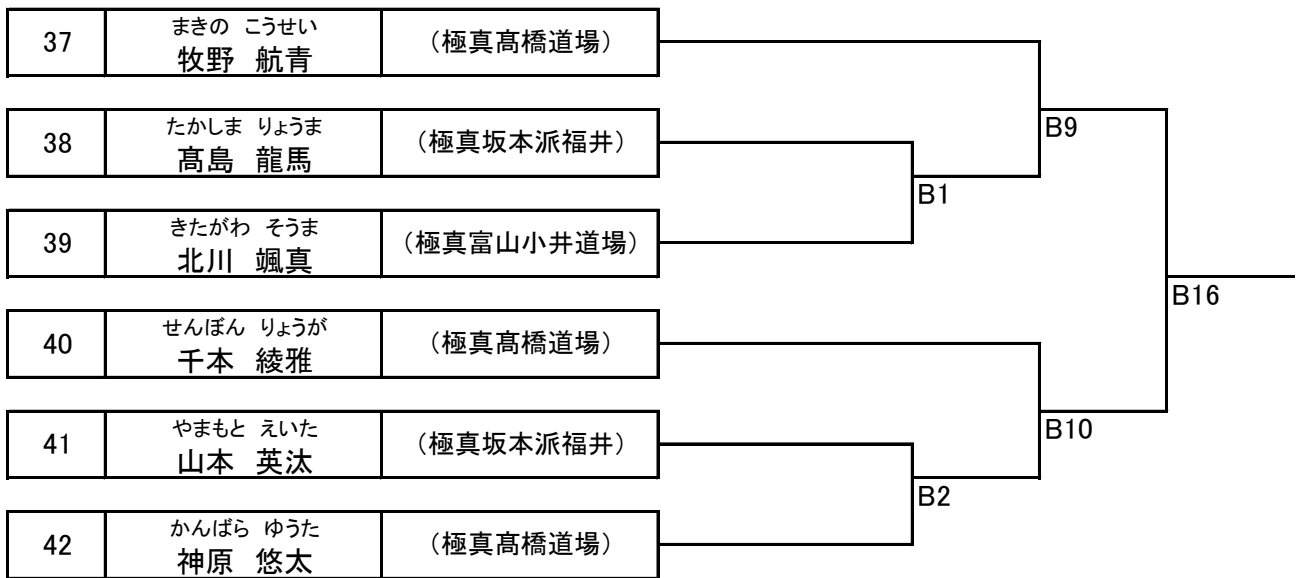 まきの こうせい
37 牧野 航青 （極真髙橋道場）
B9
たかしま りょうま
38 髙島 龍馬 （極真坂本派福井）
B1
きたがわ そうま
39 北川 颯真 （極真富山小井道場）
B16
せんぼん りょうが
40 千本 綾雅 （極真髙橋道場）
B10
やまもと えいた
41 山本 英汰 （極真坂本派福井）
B2
かんばら ゆうた
42 神原 悠太 （極真髙橋道場）